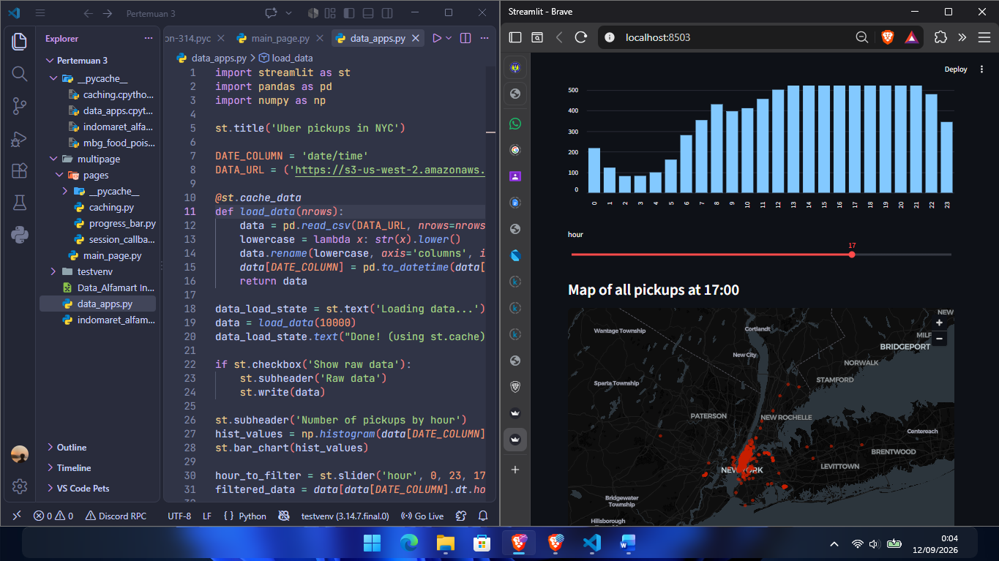 Pertemuan 3
Explorer
Pertemuan 3
__pycache__
caching.cpytho...
data_apps.cpyt...
indomaret_alfa...
mbg_food_pois...
multipage
pages
__pycache__
caching.py
progress_bar.py
session_callba...
main_page.py
testvenv
Data_Alfamart In...
data_apps.py
indomaret_alfam...
Outline
Timeline
VS Code Pets
on-314.pyc
main_page.py
data_apps.py
data_apps.py > load_data
1 import streamlit as st
2 import pandas as pd
3 import numpy as np
4
5 st.title('Uber pickups in NYC')
6
7 DATE_COLUMN = 'date/time'
8 DATA_URL = ('https://s3-us-west-2.amazonaws.
9
10 @st.cache_data
11 def load_data(nrows):
12 data = pd.read_csv(DATA_URL, nrows=nrows
13 lowercase = lambda x: str(x).lower()
14 data.rename(lowercase, axis='columns', i
15 data[DATE_COLUMN] = pd.to_datetime(data[
16 return data
17
18 data_load_state = st.text('Loading data...')
19 data = load_data(10000)
20 data_load_state.text("Done! (using st.cache)
21
22 if st.checkbox('Show raw data'):
23 st.subheader('Raw data')
24 st.write(data)
25
26 st.subheader('Number of pickups by hour')
27 hist_values = np.histogram(data[DATE_COLUMN]
28 st.bar_chart(hist_values)
29
30 hour_to_filter = st.slider('hour', 0, 23, 17
31 filtered_data = data[data[DATE_COLUMN].dt.ho
0 0 Discord RPC UTF-8 LF { } Python testvenv (3.14.7.final.0) Go Live
Streamlit - Brave
localhost:8503
Deploy
500
400
300
200
100
0
0 1 2 3 4 5 6 7 8 9 10 11 12 13 14 15 16 17 18 19 20 21 22 23
hour
17
Map of all pickups at 17:00
NEW
Wantage Township
Cortlandt
MILF
BRIDGEPORT
New City
NORWALK
STAMFORD
Sparta Township
PATERSON
NEW ROCHELLE
Centereach
BRENTWOOD
LEVITTOWN
NEW YORK
Bridgewater
Township
Hillsborough
0:04
12/09/2026